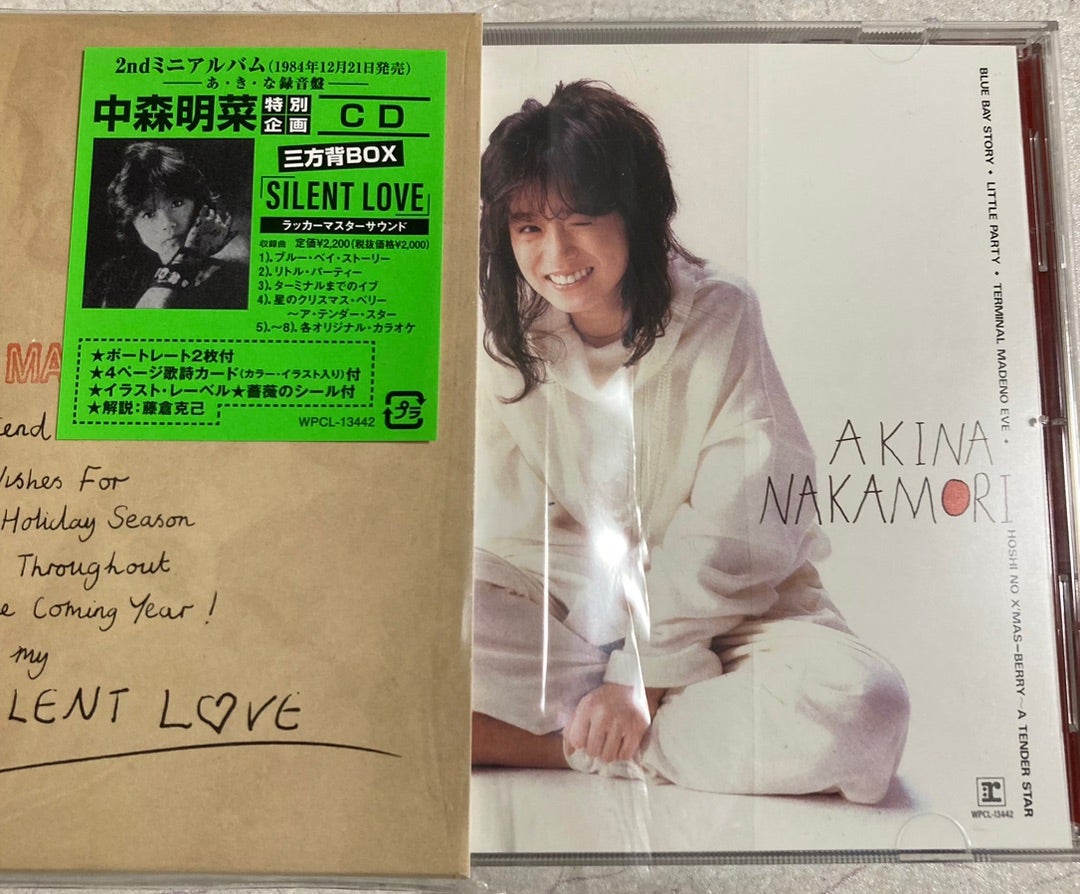 2ndミニアルバム(1984年12月21日発売)
あ・き・な録音盤
中森明菜 特別企画 CD
三方背BOX
「SILENT LOVE」
ラッカーマスターサウンド
収録曲 定価¥2,200(税抜価格¥2,000)
1).ブルー・ベイ・ストーリー
2).リトル・パーティー
3).ターミナルまでのイブ
4).星のクリスマス・ベリー
～ア・テンダー・スター
5).～8).各オリジナル・カラオケ
★ポートレート2枚付
★4ページ歌詩カード(カラー・イラスト入り)付
★イラスト・レーベル★薔薇のシール付
★解説：藤倉克己
プラ
WPCL-13442
MA
end
ishes For
Holiday Season
Throughout
e Coming Year!
my
LENT LOVE
BLUE BAY STORY・LITTLE PARTY・TERMINAL MADENO EVE・
HOSHI NO X'MAS-BERRY～A TENDER STAR
AKINA
NAKAMORI
WPCL-13442